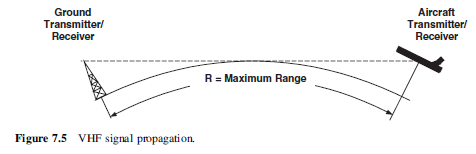 Ground
Transmitter/
Receiver
Aircraft
Transmitter/
Receiver
R = Maximum Range
Figure 7.5 VHF signal propagation.